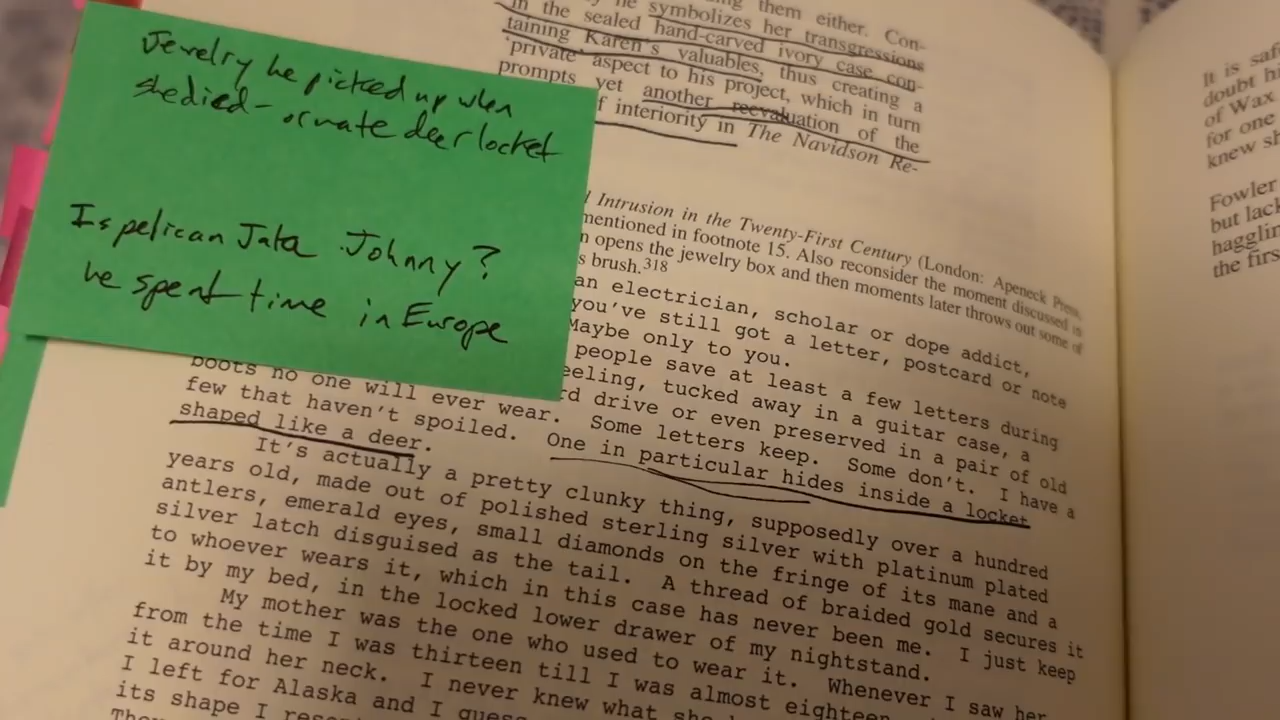 Jewelry he picked up when
she died - ornate deer locket
Is pelican Jata Johnny?
he spent time in Europe
ing them either. Con-
he symbolizes her transgressions
in the sealed hand-carved ivory case con-
taining Karen's valuables, thus creating a
'private' aspect to his project, which in turn
prompts yet another reevaluation of the
f interiority in The Navidson Re-
l Intrusion in the Twenty-First Century (London: Apeneck Press,
mentioned in footnote 15. Also reconsider the moment discussed in
n opens the jewelry box and then moments later throws out some of
s brush.318
an electrician, scholar or dope addict,
you've still got a letter, postcard or note
Maybe only to you.
people save at least a few letters during
eeling, tucked away in a guitar case, a
rd drive or even preserved in a pair of old
boots no one will ever wear. Some letters keep. Some don't. I have a
few that haven't spoiled. One in particular hides inside a locket
shaped like a deer.
It's actually a pretty clunky thing, supposedly over a hundred
years old, made out of polished sterling silver with platinum plated
antlers, emerald eyes, small diamonds on the fringe of its mane and a
silver latch disguised as the tail. A thread of braided gold secures it
to whoever wears it, which in this case has never been me. I just keep
it by my bed, in the locked lower drawer of my nightstand.
My mother was the one who used to wear it. Whenever I saw her
from the time I was thirteen till I was almost eighteen
it around her neck. I never knew what she
I left for Alaska and I guess
its shape I rese
It is saf
doubt hi
of Wax
for one
knew sh
Fowler
but lack
hagglin
the firs